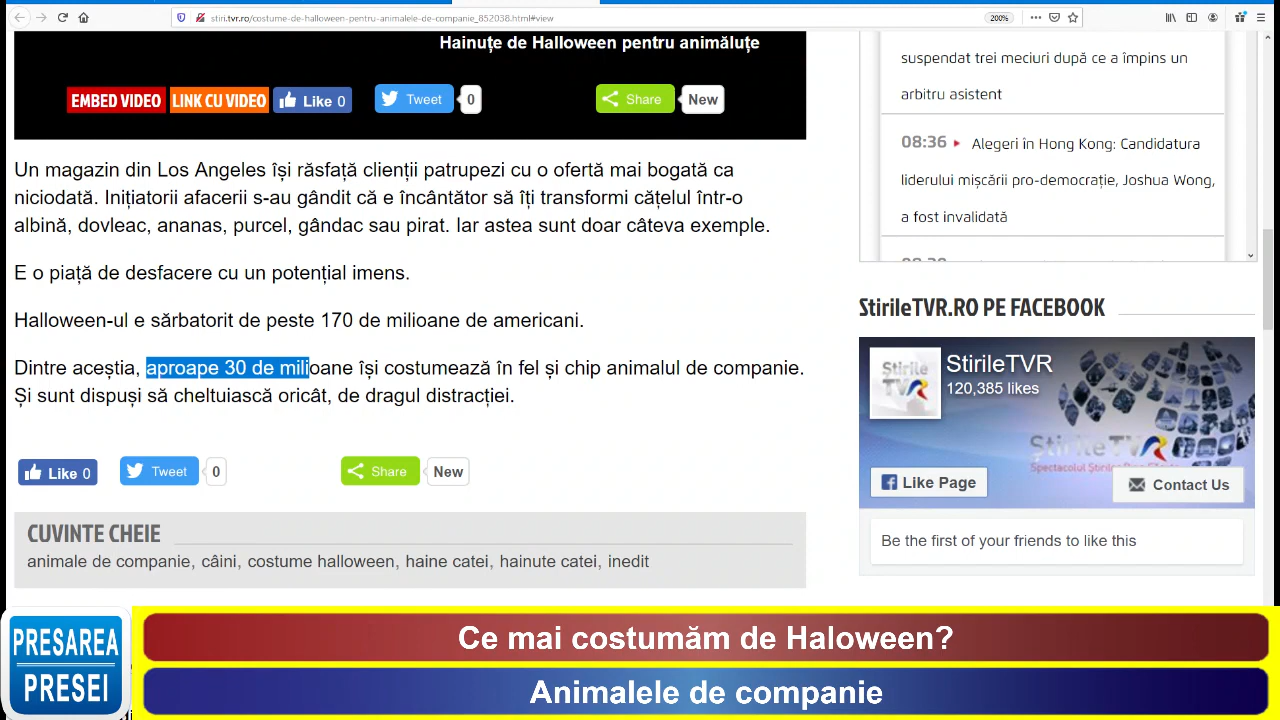 stiri.tvr.ro/costume-de-halloween-pentru-animalele-de-companie_852038.html#view
200%
Hainuțe de Halloween pentru animăluțe
EMBED VIDEO
LINK CU VIDEO
Like 0
Tweet
0
Share
New
Un magazin din Los Angeles își răsfață clienții patrupezi cu o ofertă mai bogată ca
niciodată. Inițiatorii afacerii s-au gândit că e încântător să îți transformi cățelul într-o
albină, dovleac, ananas, purcel, gândac sau pirat. Iar astea sunt doar câteva exemple.
E o piață de desfacere cu un potențial imens.
Halloween-ul e sărbatorit de peste 170 de milioane de americani.
Dintre aceștia, aproape 30 de milioane își costumează în fel și chip animalul de companie.
Și sunt dispuși să cheltuiască oricât, de dragul distracției.
Like 0
Tweet
0
Share
New
CUVINTE CHEIE
animale de companie, câini, costume halloween, haine catei, hainute catei, inedit
suspendat trei meciuri după ce a împins un
arbitru asistent
08:36 Alegeri în Hong Kong: Candidatura
liderului mișcării pro-democrație, Joshua Wong,
a fost invalidată
StirileTVR.RO PE FACEBOOK
Știrile
TVR
StirileTVR
120,385 likes
ȘtirileTVR
Like Page
Contact Us
Be the first of your friends to like this
PRESAREA
PRESEI
Ce mai costumăm de Haloween?
Animalele de companie